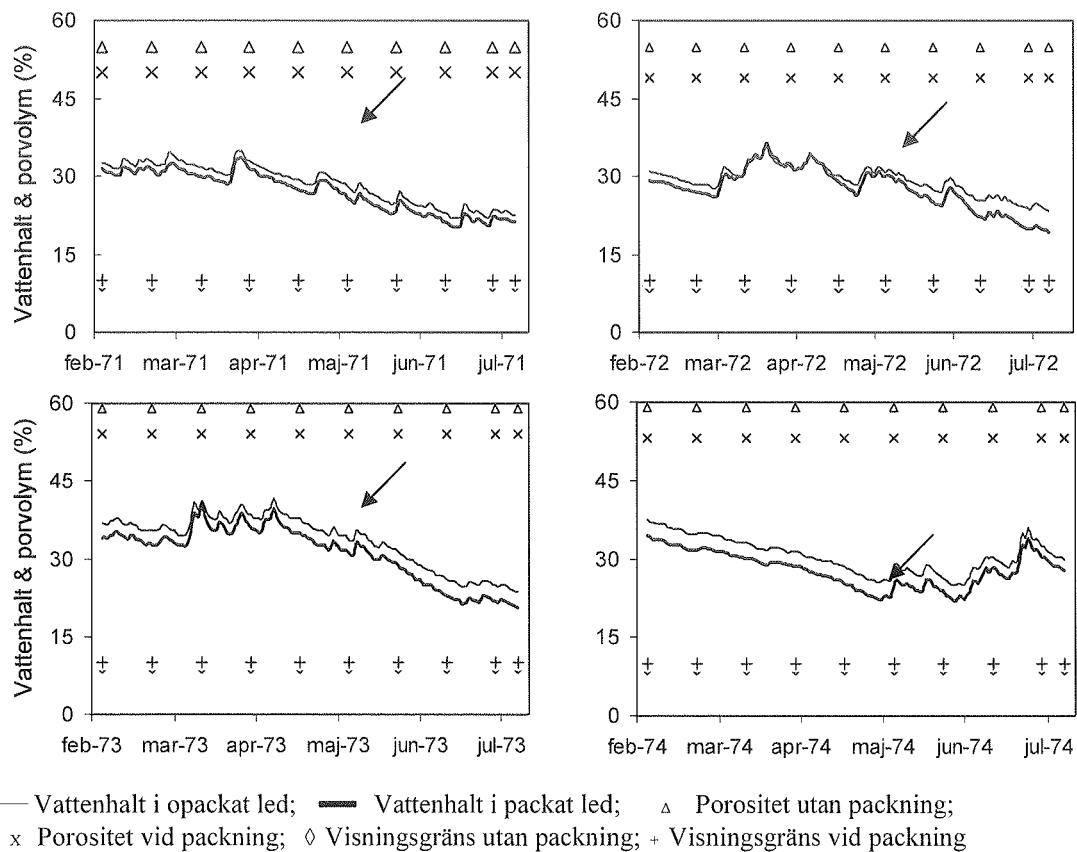 Vattenhalt & porvolym (%)
60
45
30
15
0
feb-71 mar-71 apr-71 maj-71 jun-71 jul-71
60
45
30
15
0
feb-72 mar-72 apr-72 maj-72 jun-72 jul-72
Vattenhalt & porvolym (%)
60
45
30
15
0
feb-73 mar-73 apr-73 maj-73 jun-73 jul-73
60
45
30
15
0
feb-74 mar-74 apr-74 maj-74 jun-74 jul-74
Vattenhalt i opackat led; Vattenhalt i packat led; △ Porositet utan packning;
x Porositet vid packning; ◊ Visningsgräns utan packning; + Visningsgräns vid packning